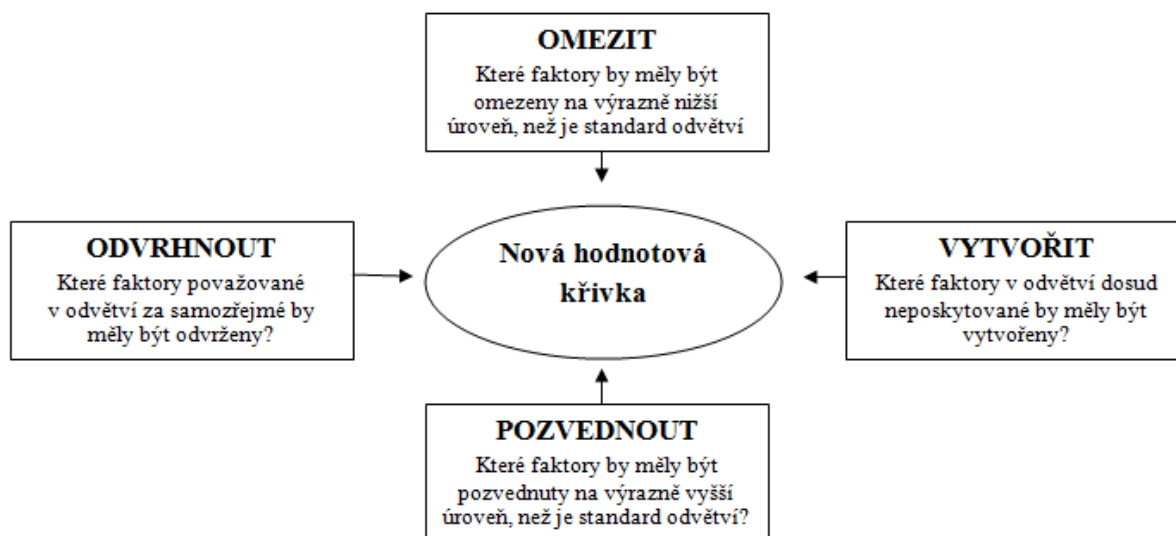 OMEZIT
Které faktory by měly být
omezeny na výrazně nižší
úroveň, než je standard odvětví
ODVRHNOUT
Které faktory považované
v odvětví za samozřejmé by
měly být odvrženy?
Nová hodnotová
křivka
VYTVOŘIT
Které faktory v odvětví dosud
neposkytované by měly být
vytvořeny?
POZVEDNOUT
Které faktory by měly být
pozvednuty na výrazně vyšší
úroveň, než je standard odvětví?